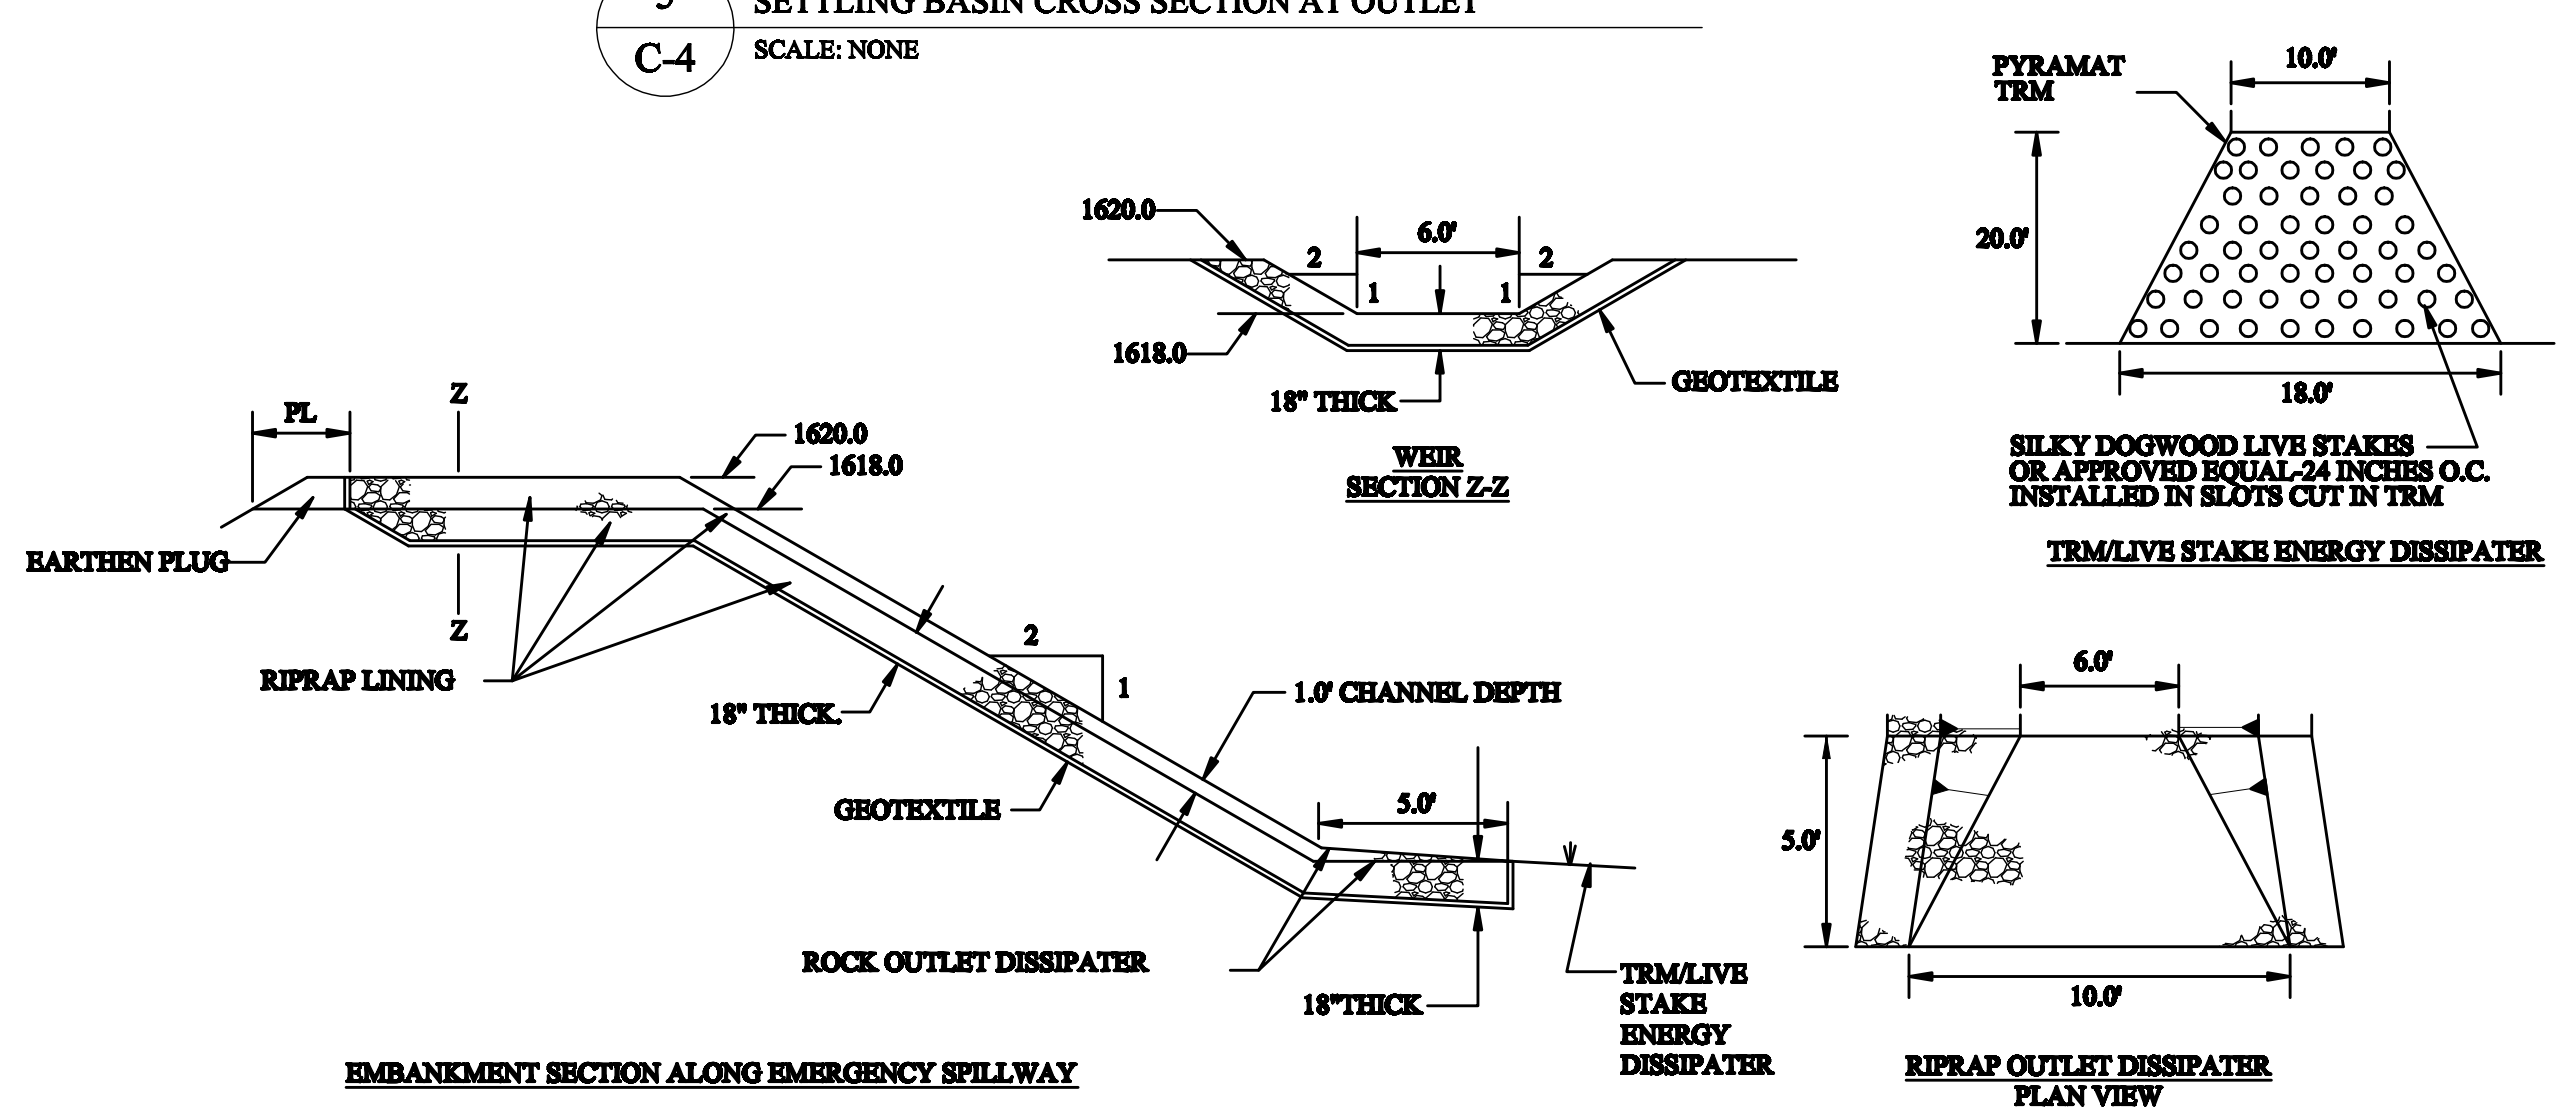 SETTLING BASIN CROSS SECTION AT OUTLET
C-4
SCALE: NONE
PYRAMAT
TRM
10.0'
20.0'
18.0'
SILKY DOGWOOD LIVE STAKES
OR APPROVED EQUAL-24 INCHES O.C.
INSTALLED IN SLOTS CUT IN TRM
TRM/LIVE STAKE ENERGY DISSIPATER
1620.0
6.0'
2
2
1
1
1618.0
18" THICK
GEOTEXTILE
WEIR
SECTION Z-Z
PL
Z
1620.0
1618.0
EARTHEN PLUG
Z
RIPRAP LINING
2
1
18" THICK.
1.0' CHANNEL DEPTH
GEOTEXTILE
5.0'
ROCK OUTLET DISSIPATER
18"THICK
TRM/LIVE
STAKE
ENERGY
DISSIPATER
EMBANKMENT SECTION ALONG EMERGENCY SPILLWAY
6.0'
5.0'
10.0'
RIPRAP OUTLET DISSIPATER
PLAN VIEW